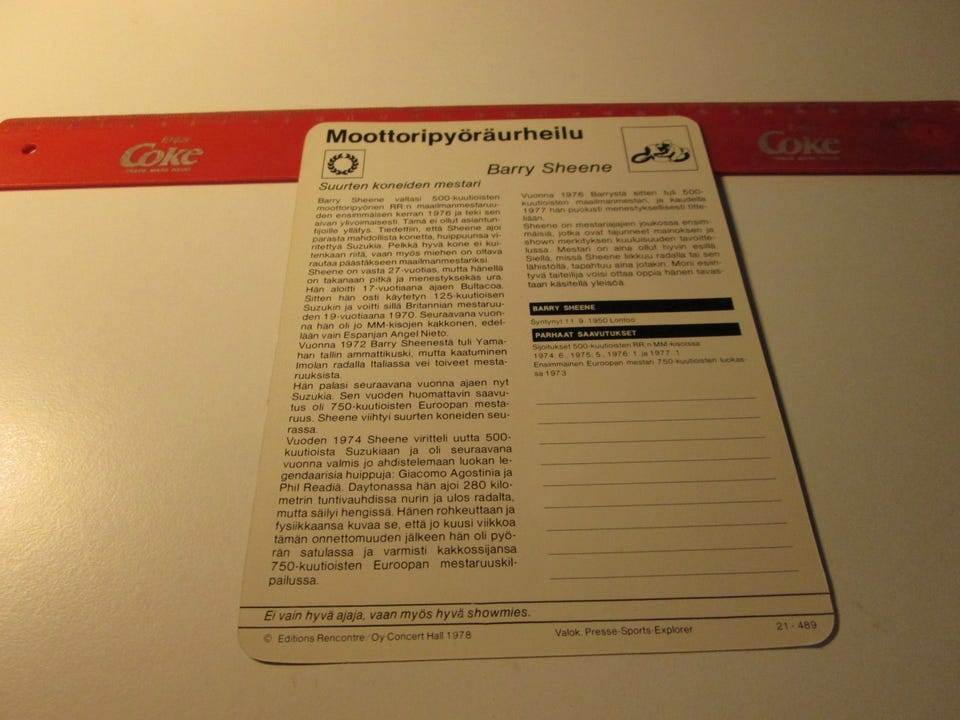 Enjoy
Coke
TRADE MARK REGD
Enjoy
Coke
TRADE MARK REGD
Moottoripyöräurheilu
Barry Sheene
Suurten koneiden mestari
Barry Sheene valtasi 500-kuutioisten
moottoripyörien RR:n maailmanmestaruu-
den ensimmäisen kerran 1976 ja teki sen
aivan ylivoimaisesti. Tämä ei ollut asiantun-
tijoille yllätys. Tiedettiin, että Sheene ajoi
parasta mahdollista konetta, huippuunsa vi-
ritettyä Suzukia. Pelkkä hyvä kone ei kui-
tenkaan riitä, vaan myös miehen on oltava
rautaa päästäkseen maailmanmestariksi.
Sheene on vasta 27-vuotias, mutta hänellä
on takanaan pitkä ja menestyksekäs ura.
Hän aloitti 17-vuotiaana ajaen Bultacoa.
Sitten hän osti käytetyn 125-kuutioisen
Suzukin ja voitti sillä Britannian mestaruu-
den 19-vuotiaana 1970. Seuraavana vuon-
na hän oli jo MM-kisojen kakkonen, edel-
lään vain Espanjan Angel Nieto.
Vuonna 1972 Barry Sheenestä tuli Yama-
han tallin ammattikuski, mutta kaatuminen
Imolan radalla Italiassa vei toiveet mesta-
ruuksista.
Hän palasi seuraavana vuonna ajaen nyt
Suzukia. Sen vuoden huomattavin saavu-
tus oli 750-kuutioisten Euroopan mesta-
ruus. Sheene viihtyi suurten koneiden seu-
rassa.
Vuoden 1974 Sheene viritteli uutta 500-
kuutioista Suzukiaan ja oli seuraavana
vuonna valmis jo ahdistelemaan luokan le-
gendaarisia huippuja: Giacomo Agostinia ja
Phil Readiä. Daytonassa hän ajoi 280 kilo-
metrin tuntivauhdissa nurin ja ulos radalta,
mutta säilyi hengissä. Hänen rohkeuttaan ja
fysiikkaansa kuvaa se, että jo kuusi viikkoa
tämän onnettomuuden jälkeen hän oli pyö-
rän satulassa ja varmisti kakkossijansa
750-kuutioisten Euroopan mestaruuskil-
pailussa.
Vuonna 1976 Barrystä sitten tuli 500-
kuutioisten maailmanmestari, ja kaudella
1977 hän puolusti menestyksellisesti titte-
liään.
Sheene on mestariajajien joukossa ensim-
mäisiä, jotka ovat tajunneet mainoksen ja
shown merkityksen kuuluisuuden tavoitte-
lussa. Mestari on aina ollut hyvin esillä.
Siellä, missä Sheene liikkuu radalla tai sen
lähistöllä, tapahtuu aina jotakin. Moni esiin-
tyvä taiteilija voisi ottaa oppia hänen tavas-
taan käsitellä yleisöä.
BARRY SHEENE
Syntynyt 11. 9. 1950 Lontoo
PARHAAT SAAVUTUKSET
Sijoitukset 500-kuutioisten RR:n MM-kisoissa
1974: 6., 1975: 5., 1976: 1. ja 1977: 1.
Ensimmäinen Euroopan mestari 750-kuutioisten luokas-
sa 1973
Ei vain hyvä ajaja, vaan myös hyvä showmies.
© Editions Rencontre/Oy Concert Hall 1978
Valok. Presse-Sports-Explorer
21 - 489